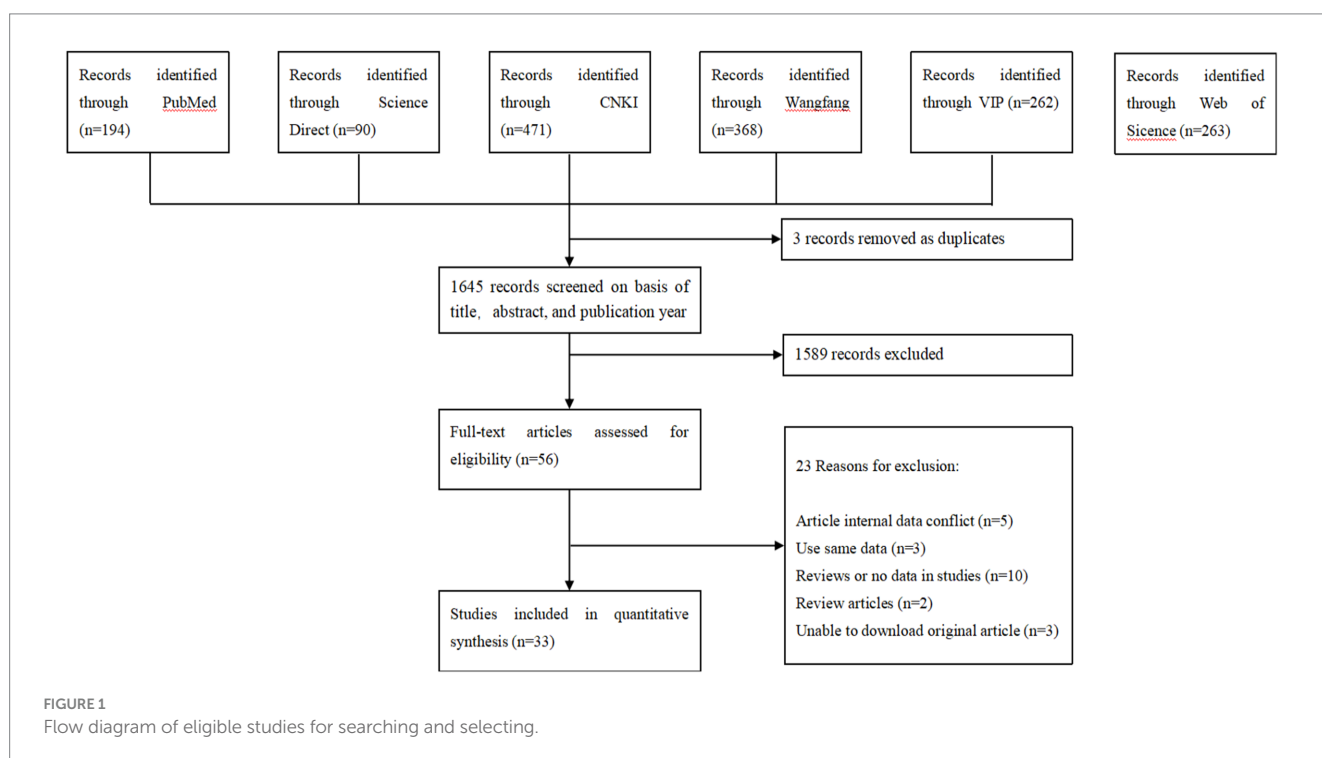 Records identified
through PubMed
(n=194)
Records identified
through Science
Direct (n=90)
Records identified
through CNKI
(n=471)
Records identified
through Wangfang
(n=368)
Records identified
through VIP (n=262)
Records identified
through Web of
Sicence (n=263)
3 records removed as duplicates
1645 records screened on basis of
title, abstract, and publication year
1589 records excluded
Full-text articles assessed for
eligibility (n=56)
23 Reasons for exclusion:
Article internal data conflict (n=5)
Use same data (n=3)
Reviews or no data in studies (n=10)
Review articles (n=2)
Unable to download original article (n=3)
Studies included in quantitative
synthesis (n=33)
FIGURE 1
Flow diagram of eligible studies for searching and selecting.